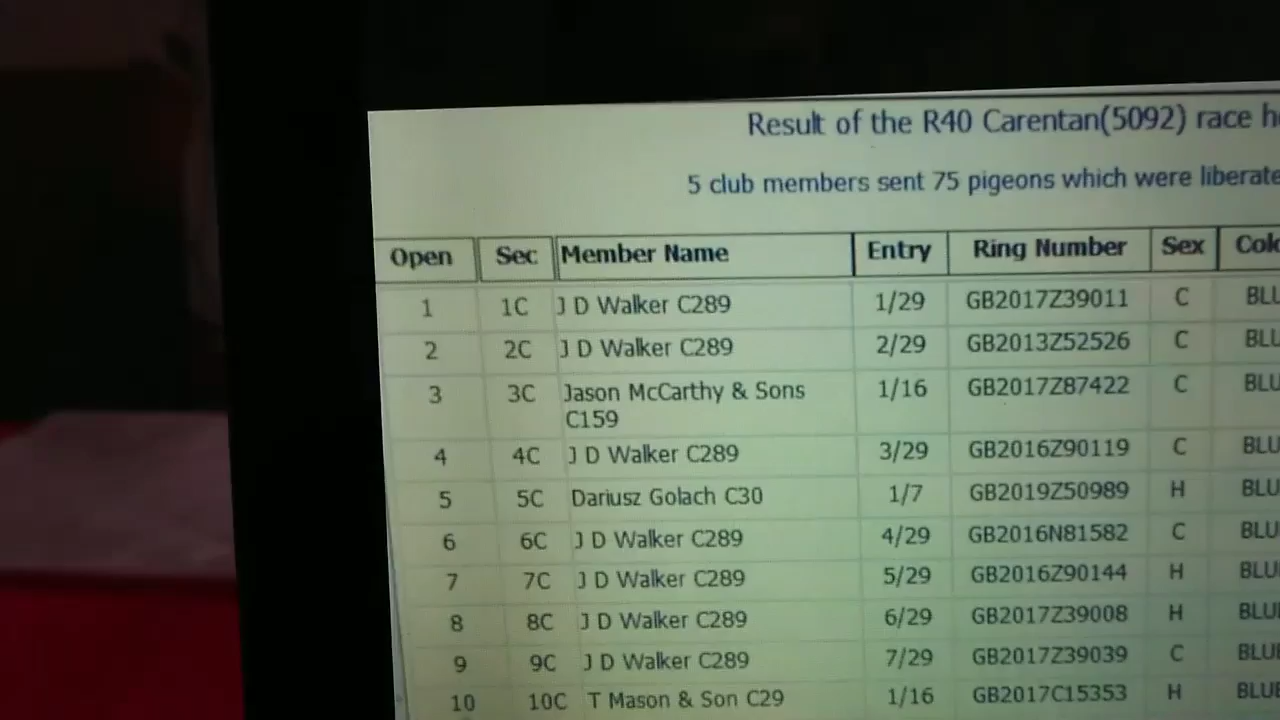 Result of the R40 Carentan(5092) race
5 club members sent 75 pigeons which were
Open Sec Member Name Entry Ring Number Sex
1 1C J D Walker C289 1/29 GB2017Z39011 C
2 2C J D Walker C289 2/29 GB2013Z52526 C
3 3C Jason McCarthy & Sons 1/16 GB2017Z87422 C
C159
4 4C J D Walker C289 3/29 GB2016Z90119 C
5 5C Dariusz Golach C30 1/7 GB2019Z50989 H
6 6C J D Walker C289 4/29 GB2016N81582 C
7 7C J D Walker C289 5/29 GB2016Z90144 H
8 8C J D Walker C289 6/29 GB2017Z39008 H
9 9C J D Walker C289 7/29 GB2017Z39039 C
10 10C T Mason & Son C29 1/16 GB2017C15353 H